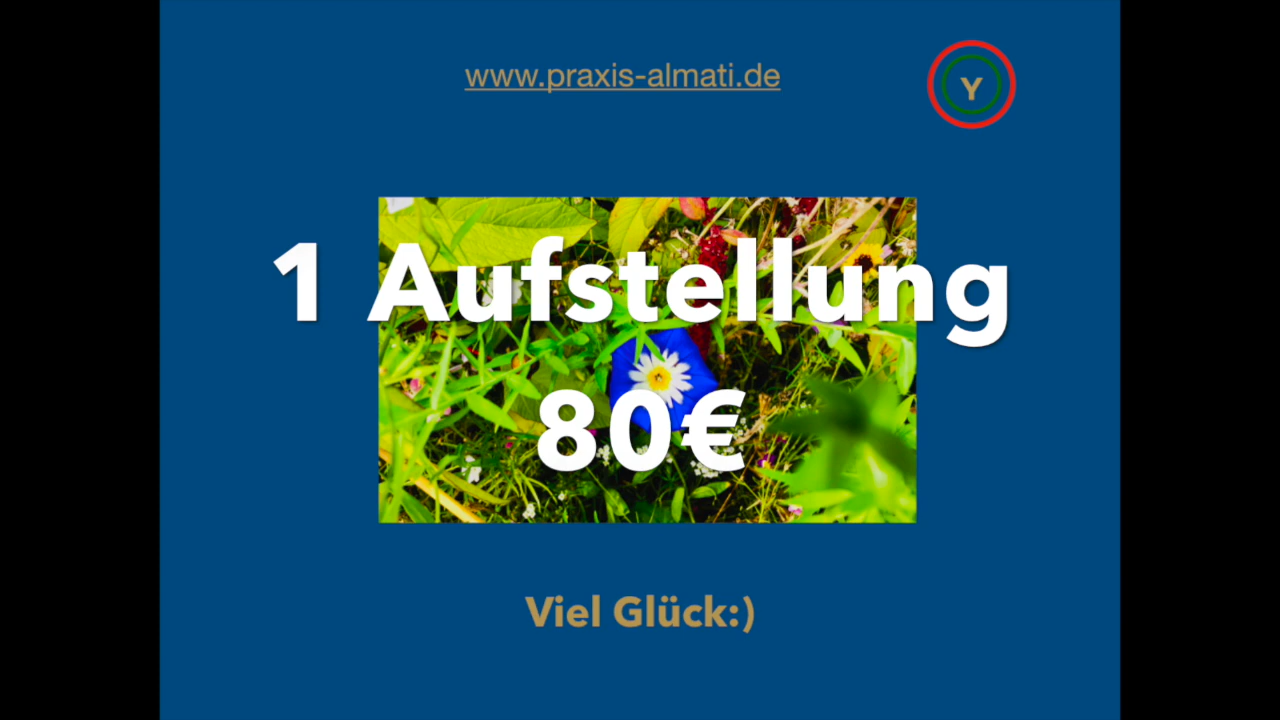 www.praxis-almati.de
Y
1 Aufstellung
80€
Viel Glück:)